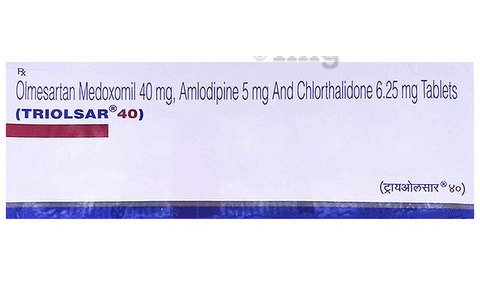 Rx
Olmesartan Medoxomil 40 mg, Amlodipine 5 mg And Chlorthalidone 6.25 mg Tablets
(TRIOLSAR®40)
(ट्रायओलसार® ४०)